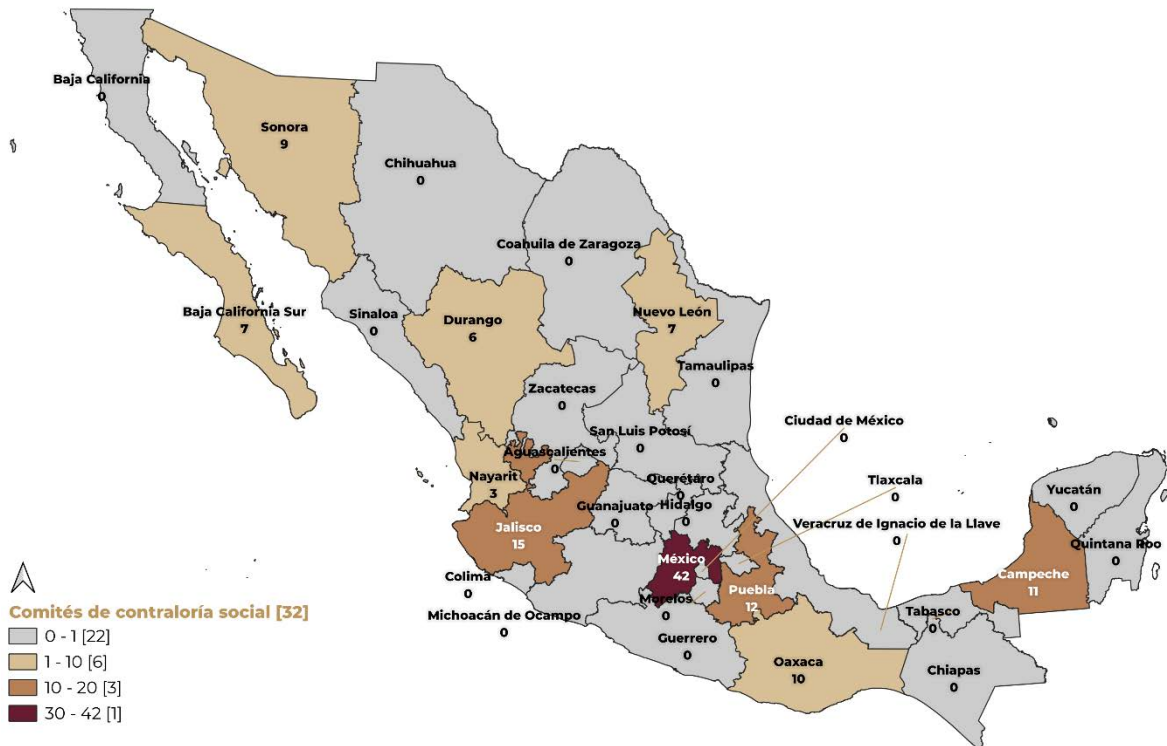 Baja California
0
Sonora
9
Chihuahua
0
Coahuila de Zaragoza
0
Baja California Sur
7
Sinaloa
0
Durango
6
Nuevo León
7
Tamaulipas
0
Zacatecas
0
San Luis Potosí
0
Ciudad de México
0
Aguascalientes
0
Nayarit
3
Querétaro
0
Tlaxcala
0
Yucatán
0
Guanajuato
0
Hidalgo
0
Jalisco
15
Veracruz de Ignacio de la Llave
0
Quintana Roo
0
México
42
Campeche
11
Colima
0
Puebla
12
Morelos
0
Michoacán de Ocampo
0
Tabasco
0
Guerrero
0
Oaxaca
10
Chiapas
0
Comités de contraloría social [32]
0 - 1 [22]
1 - 10 [6]
10 - 20 [3]
30 - 42 [1]